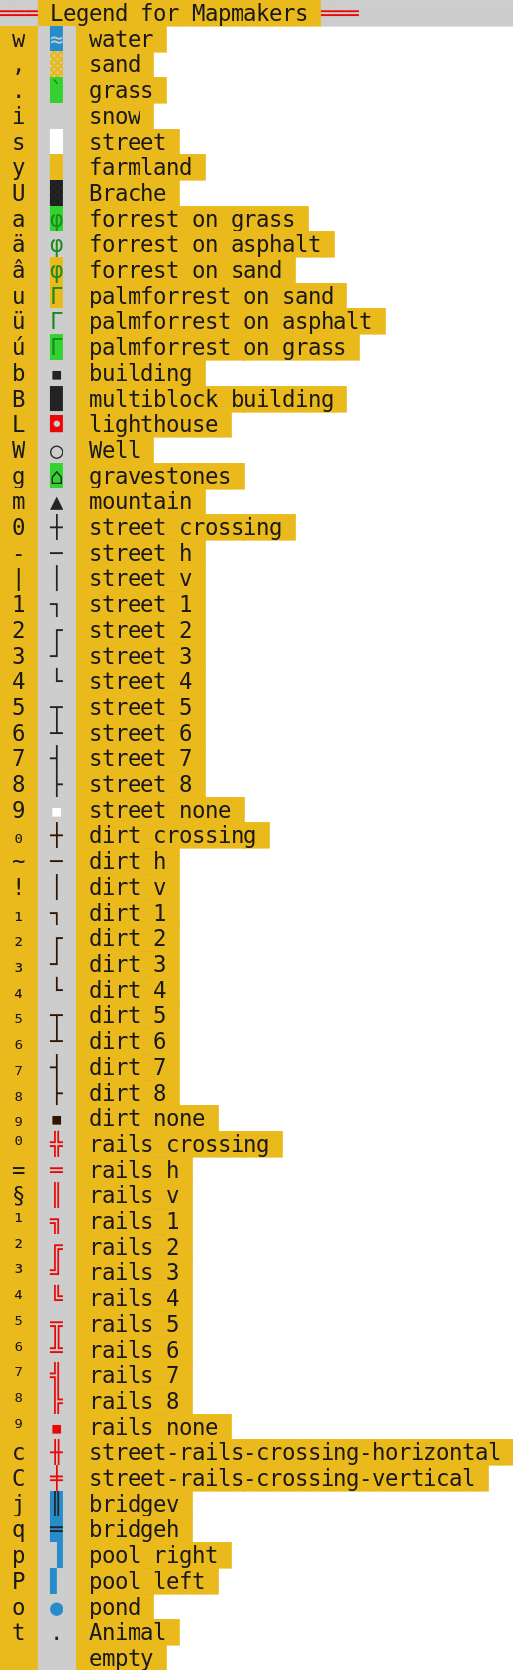 ══ Legend for Mapmakers ══
w ≈ water
, ▒ sand
. ` grass
i snow
s █ street
y █ farmland
U ▓ Brache
a φ forrest on grass
ä φ forrest on asphalt
â φ forrest on sand
u Γ palmforrest on sand
ü Γ palmforrest on asphalt
ú Γ palmforrest on grass
b ▪ building
B █ multiblock building
L ◘ lighthouse
W ○ Well
g ⌂ gravestones
m ▲ mountain
0 ┼ street crossing
- ─ street h
| │ street v
1 ┐ street 1
2 ┌ street 2
3 ┘ street 3
4 └ street 4
5 ┬ street 5
6 ┴ street 6
7 ┤ street 7
8 ├ street 8
9 ▪ street none
₀ ┼ dirt crossing
~ ─ dirt h
! │ dirt v
₁ ┐ dirt 1
₂ ┌ dirt 2
₃ ┘ dirt 3
₄ └ dirt 4
₅ ┬ dirt 5
₆ ┴ dirt 6
₇ ┤ dirt 7
₈ ├ dirt 8
₉ ▪ dirt none
⁰ ╬ rails crossing
= ═ rails h
§ ║ rails v
¹ ╗ rails 1
² ╔ rails 2
³ ╝ rails 3
⁴ ╚ rails 4
⁵ ╦ rails 5
⁶ ╩ rails 6
⁷ ╣ rails 7
⁸ ╠ rails 8
⁹ ▪ rails none
c ╫ street-rails-crossing-horizontal
C ╪ street-rails-crossing-vertical
j ║ bridgev
q ═ bridgeh
p ▐ pool right
P ▌ pool left
o ● pond
t . Animal
empty